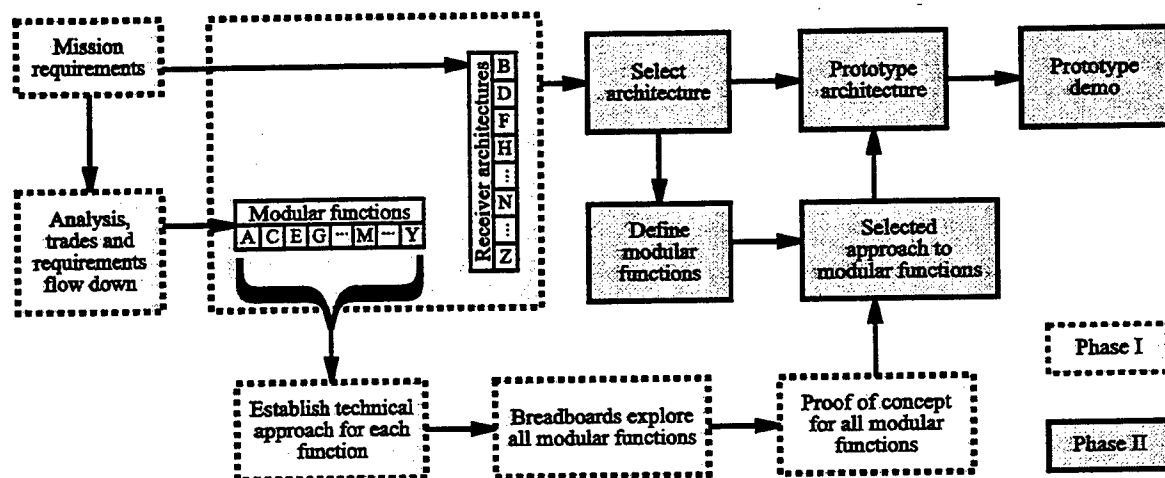 Mission
requirements
Analysis,
trades and
requirements
flow down
Modular functions
A C E G ... M ... Y
Receiver architectures
B
D
F
H
...
N
...
Z
Select
architecture
Prototype
architecture
Prototype
demo
Define
modular
functions
Selected
approach to
modular functions
Establish technical
approach for each
function
Breadboards explore
all modular functions
Proof of concept
for all modular
functions
Phase I
Phase II